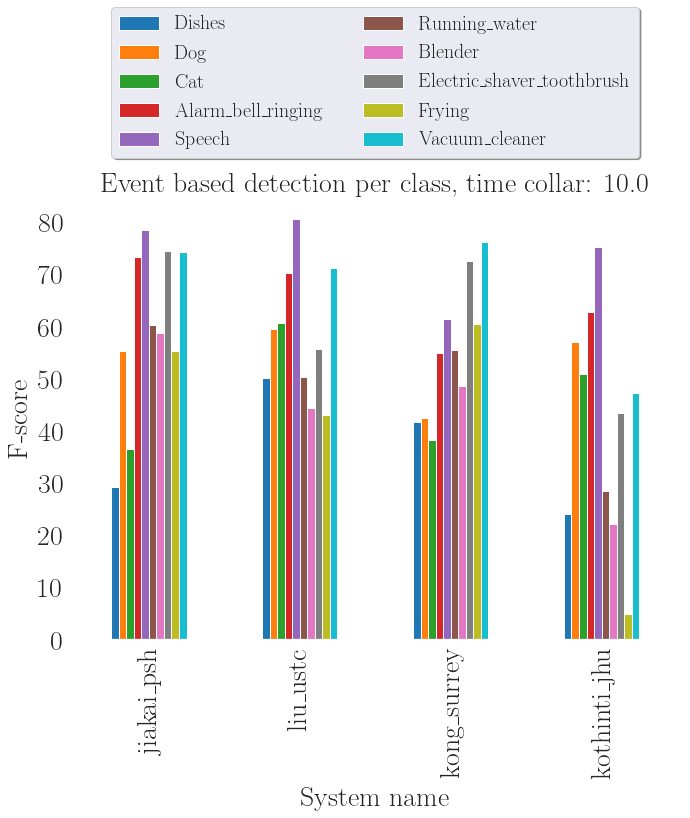 Dishes
Dog
Cat
Alarm_bell_ringing
Speech
Running_water
Blender
Electric_shaver_toothbrush
Frying
Vacuum_cleaner
Event based detection per class, time collar: 10.0
80
70
60
50
40
30
20
10
0
F-score
jiakai_psh
liu_ustc
kong_surrey
kothinti_jhu
System name